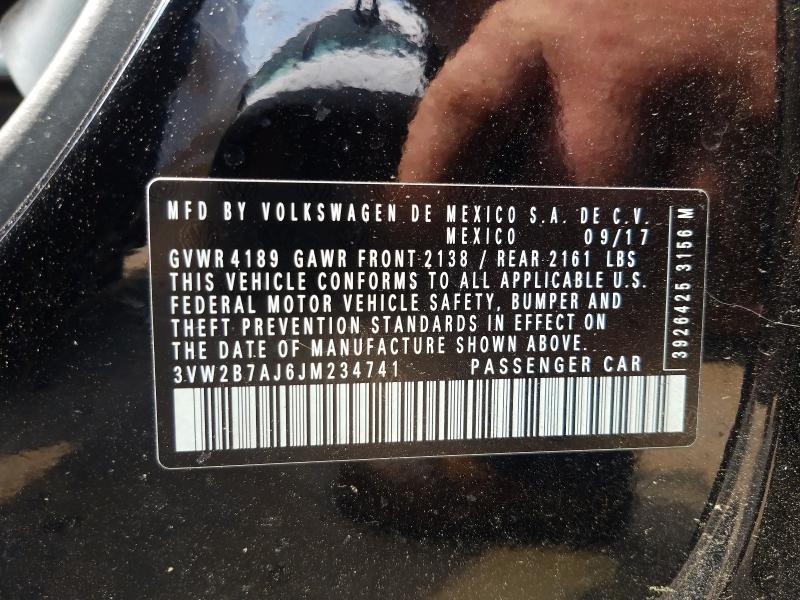 MFD BY VOLKSWAGEN DE MEXICO S.A. DE C.V.
MEXICO 09/17
GVWR 4189 GAWR FRONT 2138 / REAR 2161 LBS
THIS VEHICLE CONFORMS TO ALL APPLICABLE U.S.
FEDERAL MOTOR VEHICLE SAFETY, BUMPER AND
THEFT PREVENTION STANDARDS IN EFFECT ON
THE DATE OF MANUFACTURE SHOWN ABOVE.
3VW2B7AJ6JM234741 PASSENGER CAR
3926425 3156 M